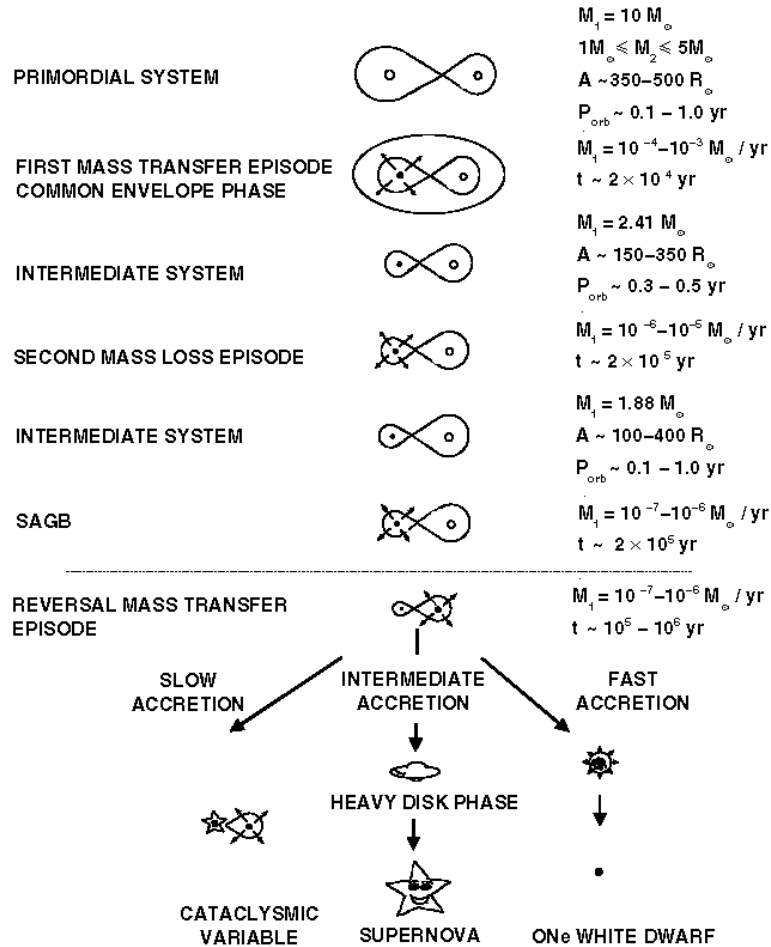 M₁ = 10 M☉
1M☉ ⩽ M₂ ⩽ 5M☉
PRIMORDIAL SYSTEM
A ~350–500 R☉
P_orb ~ 0.1 – 1.0 yr
FIRST MASS TRANSFER EPISODE
COMMON ENVELOPE PHASE
Ṁ₁ = 10⁻⁴–10⁻³ M☉ / yr
t ~ 2 × 10⁴ yr
M₁ = 2.41 M☉
INTERMEDIATE SYSTEM
A ~ 150–350 R☉
P_orb ~ 0.3 – 0.5 yr
SECOND MASS LOSS EPISODE
Ṁ₁ = 10⁻⁶–10⁻⁵ M☉ / yr
t ~ 2 × 10⁵ yr
M₁ = 1.88 M☉
INTERMEDIATE SYSTEM
A ~ 100–400 R☉
P_orb ~ 0.1 – 1.0 yr
SAGB
Ṁ₁ = 10⁻⁷–10⁻⁶ M☉ / yr
t ~ 2 × 10⁵ yr
REVERSAL MASS TRANSFER
EPISODE
Ṁ₁ = 10⁻⁷–10⁻⁶ M☉ / yr
t ~ 10⁵ – 10⁶ yr
SLOW
ACCRETION
INTERMEDIATE
ACCRETION
FAST
ACCRETION
HEAVY DISK PHASE
CATACLYSMIC
VARIABLE
SUPERNOVA
ONe WHITE DWARF